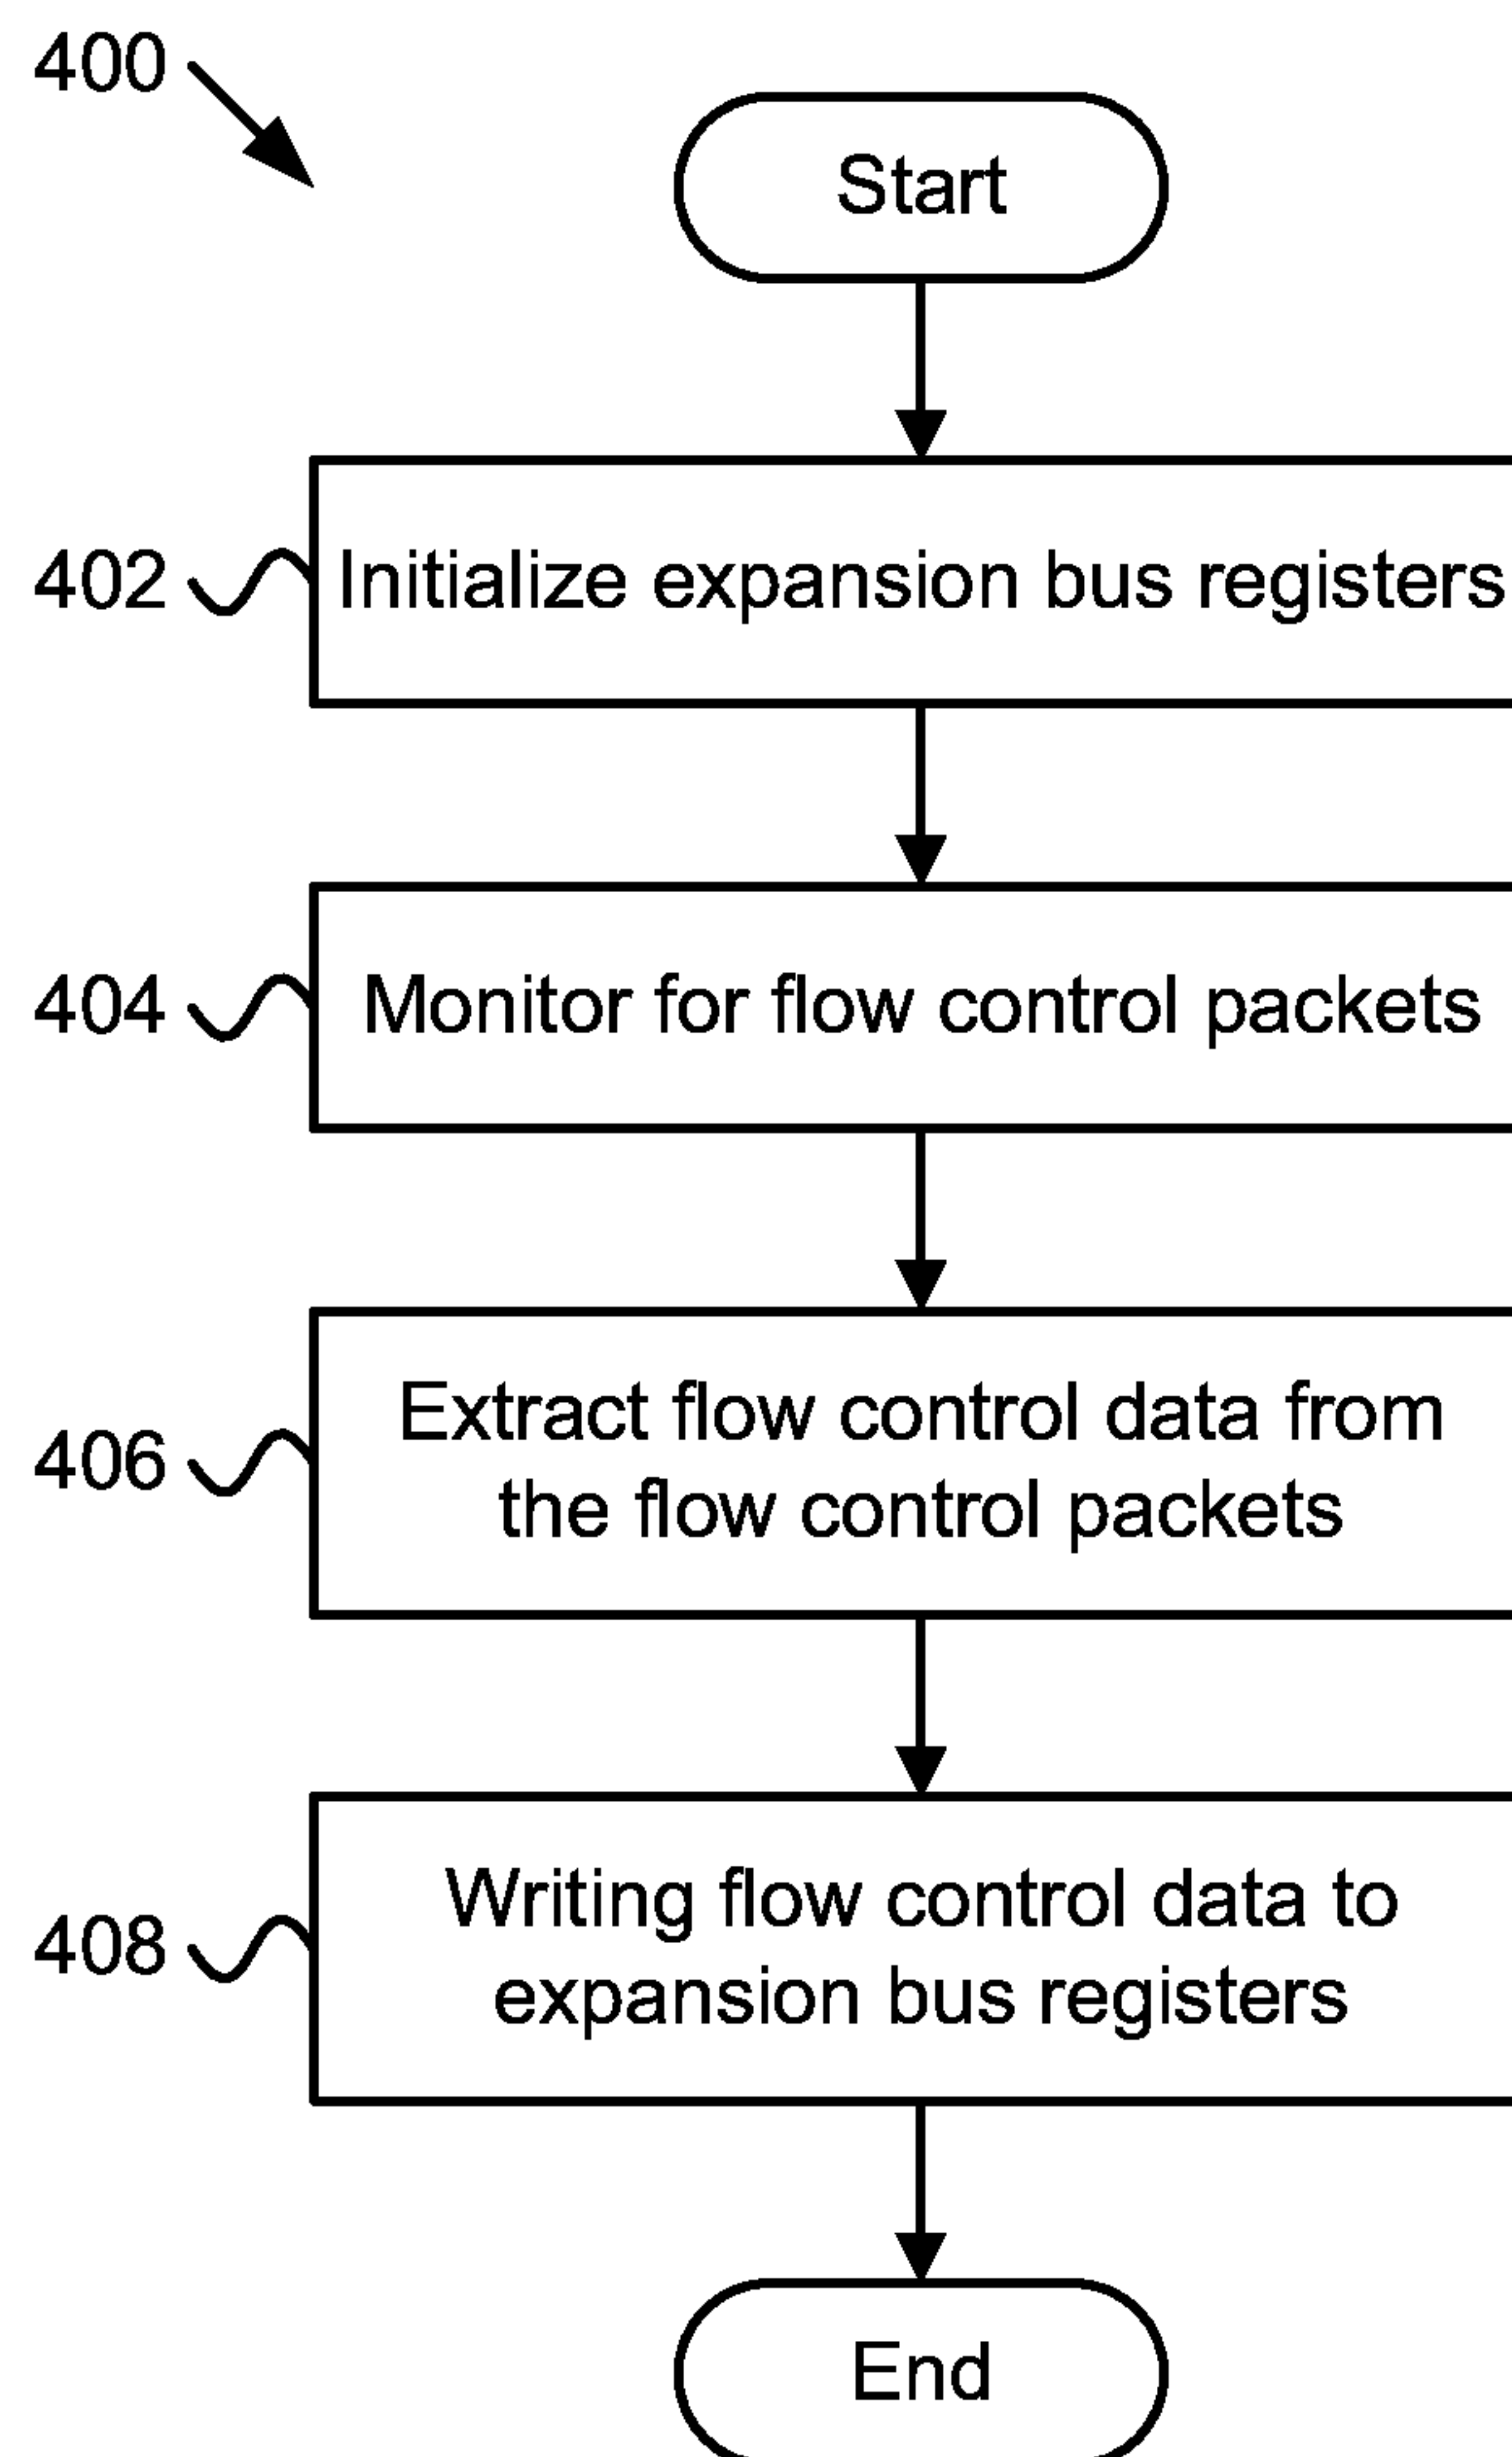 400
Start
402
Initialize expansion bus registers
404
Monitor for flow control packets
406
Extract flow control data from
the flow control packets
408
Writing flow control data to
expansion bus registers
End